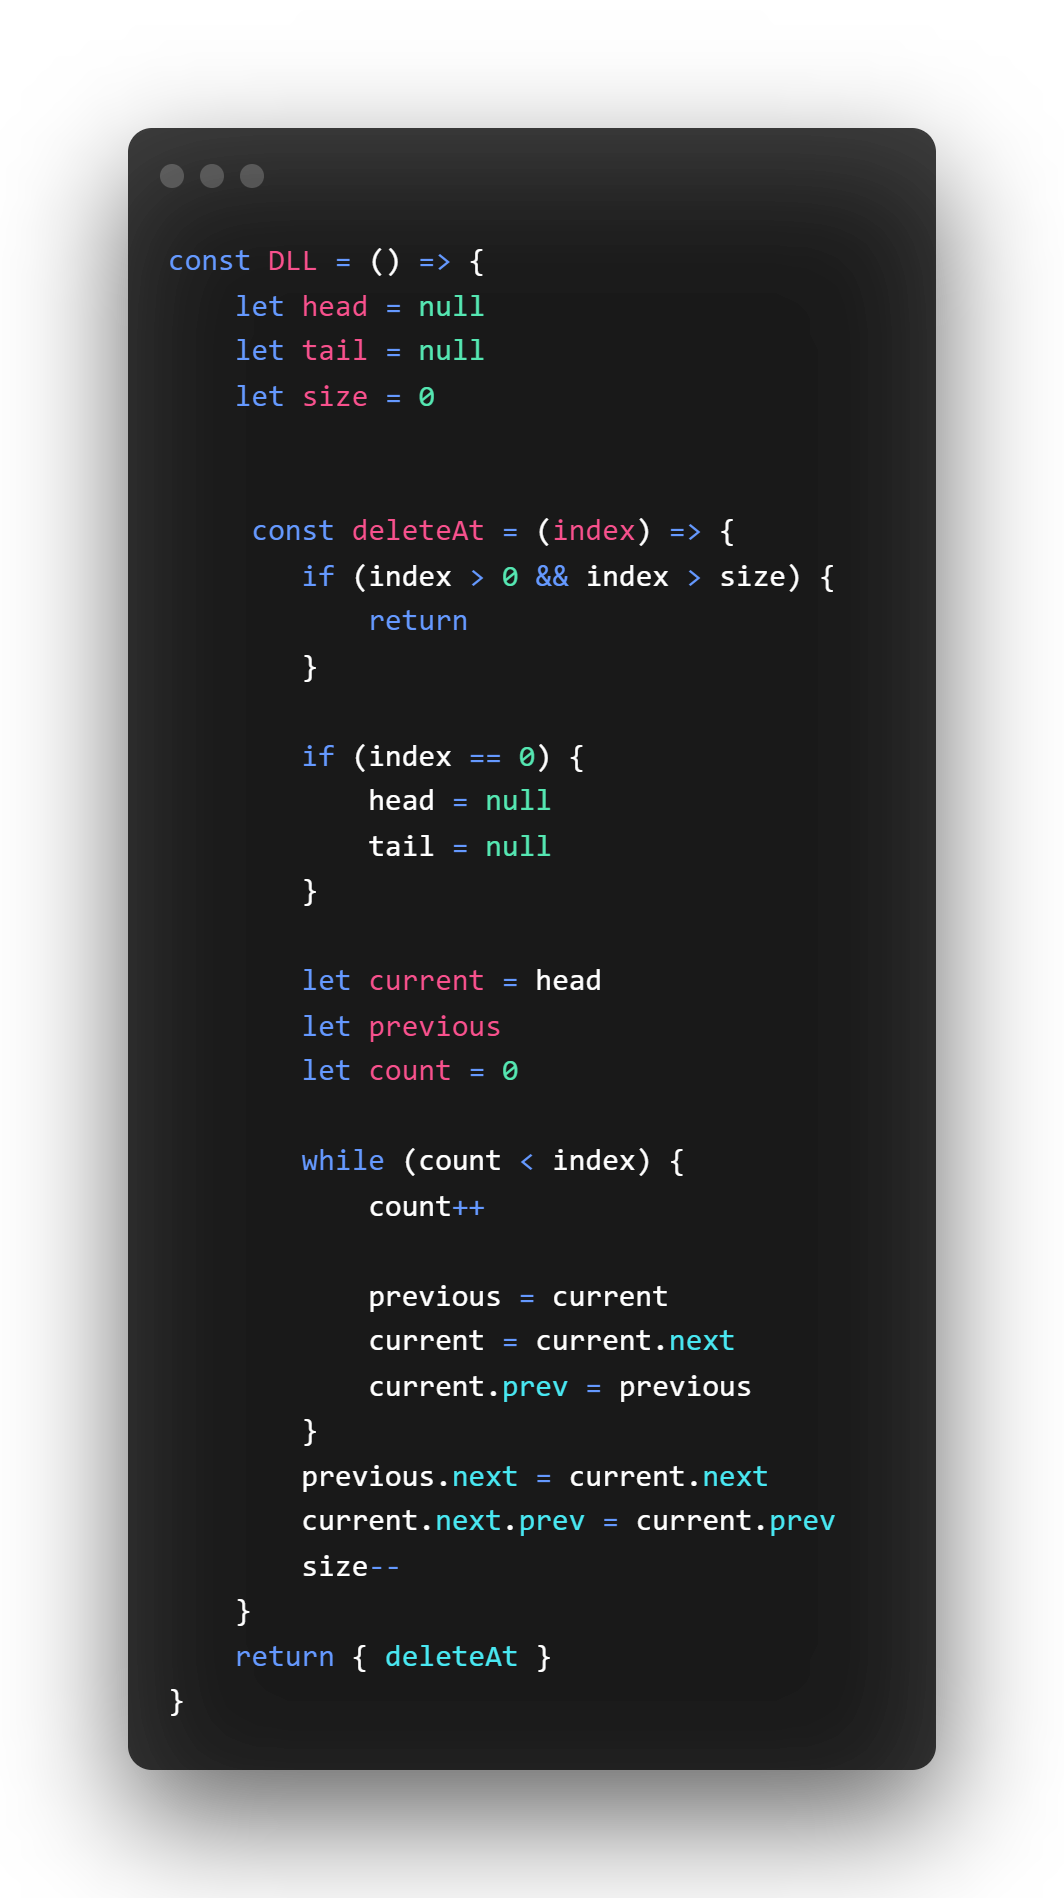 const DLL = () => {
    let head = null
    let tail = null
    let size = 0
     const deleteAt = (index) => {
        if (index > 0 && index > size) {
            return
        }
        if (index == 0) {
            head = null
            tail = null
        }
        let current = head
        let previous
        let count = 0
        while (count < index) {
            count++
            previous = current
            current = current.next
            current.prev = previous
        }
        previous.next = current.next
        current.next.prev = current.prev
        size--
    }
    return { deleteAt }
}